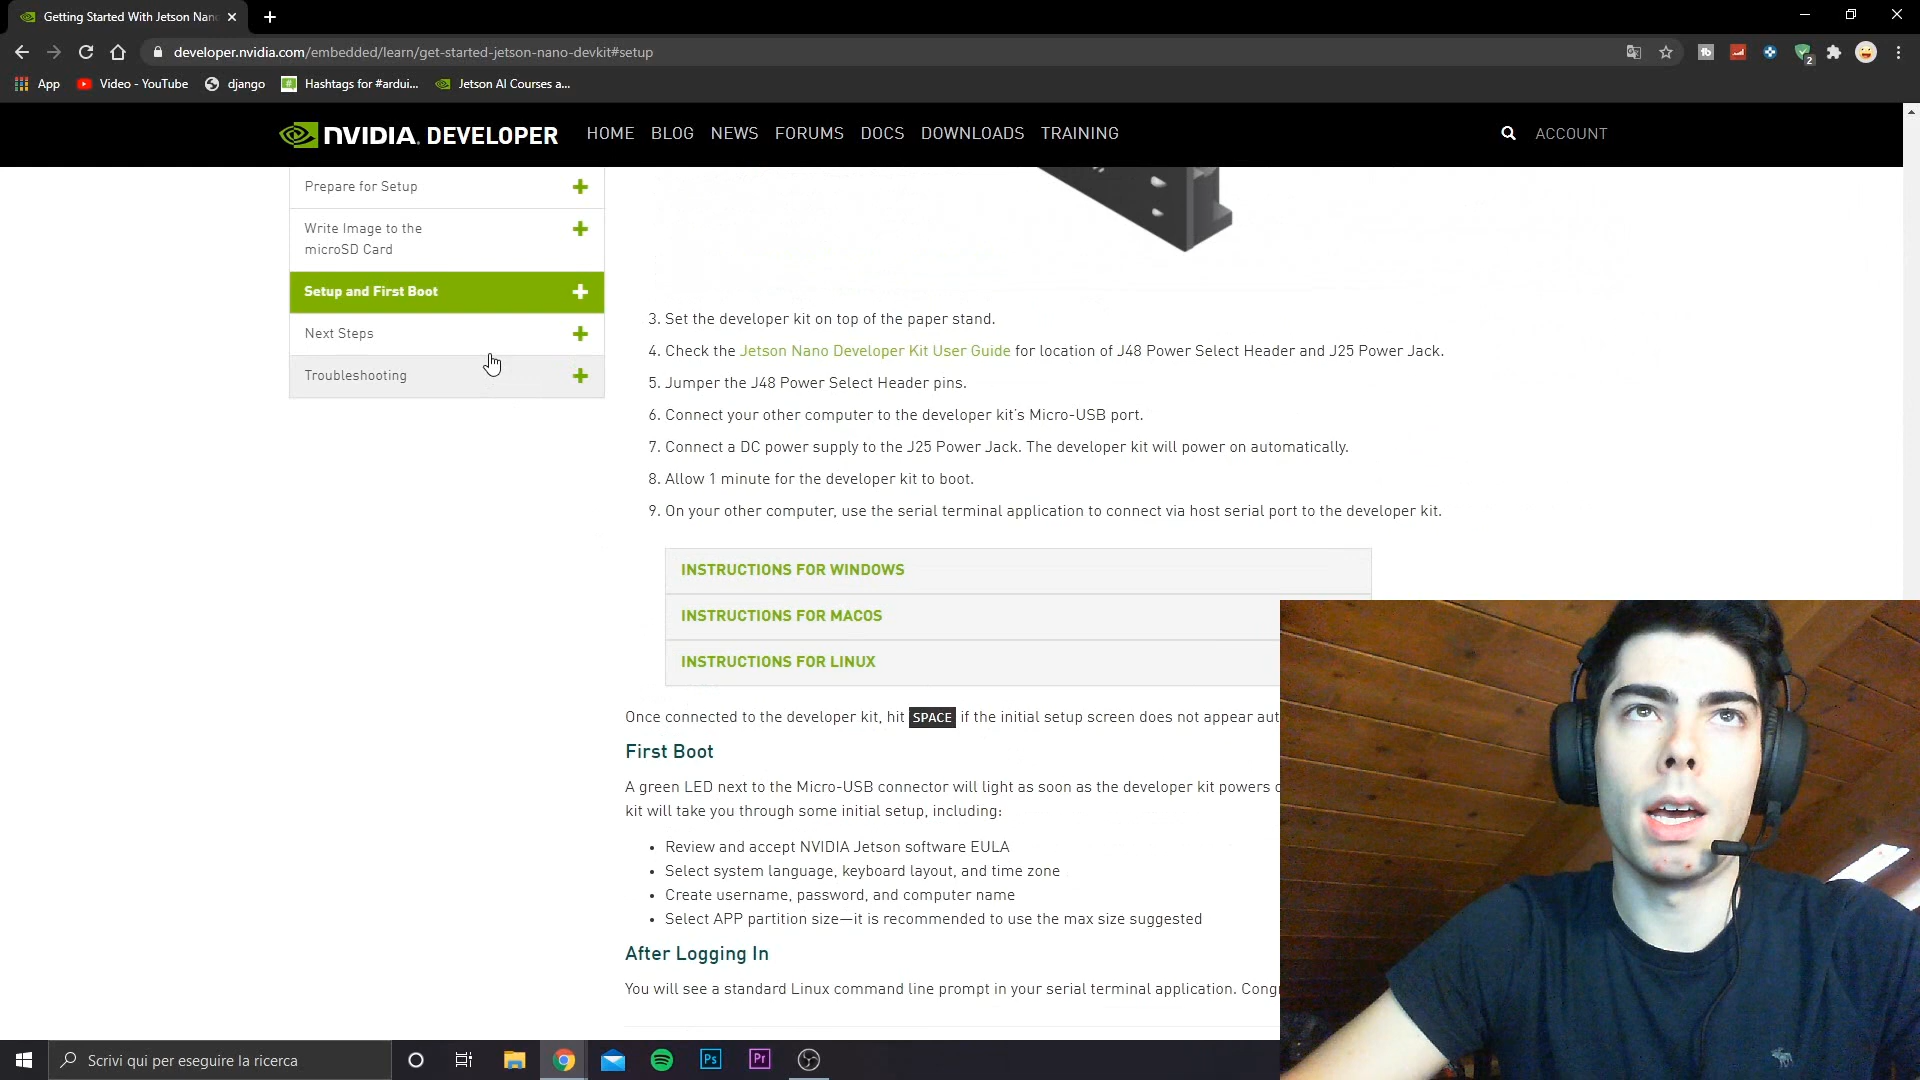 Getting Started With Jetson Nan
developer.nvidia.com/embedded/learn/get-started-jetson-nano-devkit#setup
2
App
Video - YouTube
django
Hashtags for #ardui...
Jetson AI Courses a...
NVIDIA. DEVELOPER
HOME BLOG NEWS FORUMS DOCS DOWNLOADS TRAINING
ACCOUNT
Prepare for Setup
Write Image to the
microSD Card
Setup and First Boot
Next Steps
Troubleshooting
3. Set the developer kit on top of the paper stand.
4. Check the Jetson Nano Developer Kit User Guide for location of J48 Power Select Header and J25 Power Jack.
5. Jumper the J48 Power Select Header pins.
6. Connect your other computer to the developer kit's Micro-USB port.
7. Connect a DC power supply to the J25 Power Jack. The developer kit will power on automatically.
8. Allow 1 minute for the developer kit to boot.
9. On your other computer, use the serial terminal application to connect via host serial port to the developer kit.
INSTRUCTIONS FOR WINDOWS
INSTRUCTIONS FOR MACOS
INSTRUCTIONS FOR LINUX
Once connected to the developer kit, hit SPACE if the initial setup screen does not appear aut
First Boot
A green LED next to the Micro-USB connector will light as soon as the developer kit powers
kit will take you through some initial setup, including:
• Review and accept NVIDIA Jetson software EULA
• Select system language, keyboard layout, and time zone
• Create username, password, and computer name
• Select APP partition size—it is recommended to use the max size suggested
After Logging In
You will see a standard Linux command line prompt in your serial terminal application. Cong
Scrivi qui per eseguire la ricerca
Ps
Pr